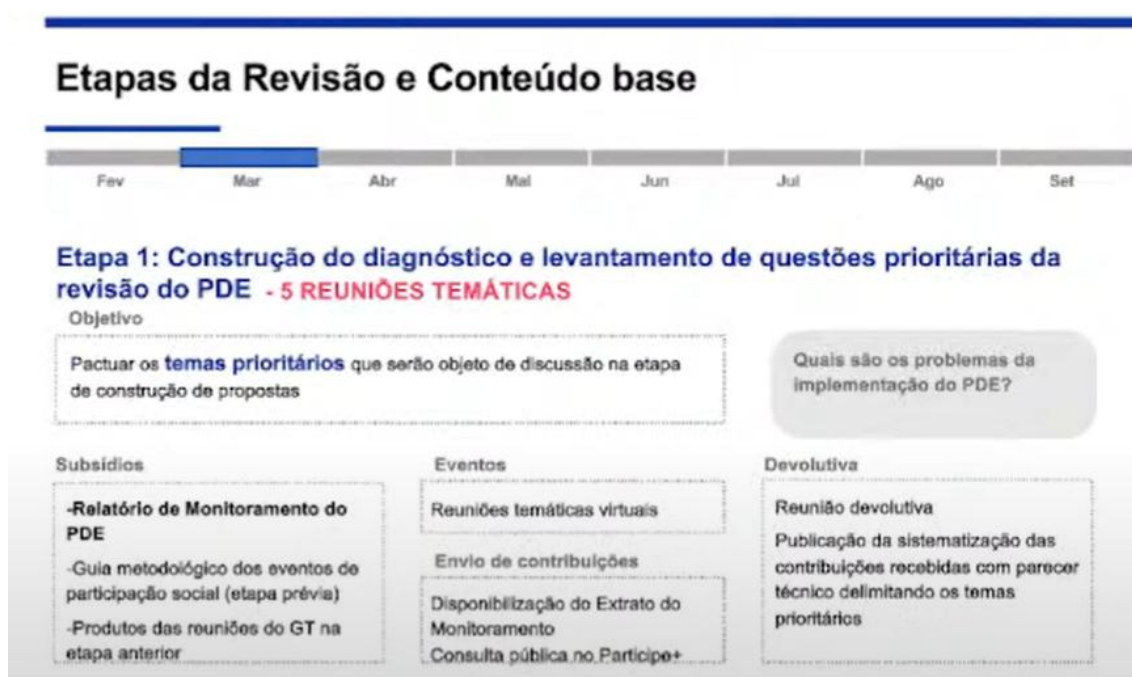 Etapas da Revisão e Conteúdo base
Fev Mar Abr Mai Jun Jul Ago Set
Etapa 1: Construção do diagnóstico e levantamento de questões prioritárias da
revisão do PDE - 5 REUNIÕES TEMÁTICAS
Objetivo
Pactuar os temas prioritários que serão objeto de discussão na etapa
de construção de propostas
Quais são os problemas da
implementação do PDE?
Subsídios
-Relatório de Monitoramento do
PDE
-Guia metodológico dos eventos de
participação social (etapa prévia)
-Produtos das reuniões do GT na
etapa anterior
Eventos
Reuniões temáticas virtuais
Envio de contribuições
Disponibilização do Extrato do
Monitoramento
Consulta pública no Participe+
Devolutiva
Reunião devolutiva
Publicação da sistematização das
contribuições recebidas com parecer
técnico delimitando os temas
prioritários